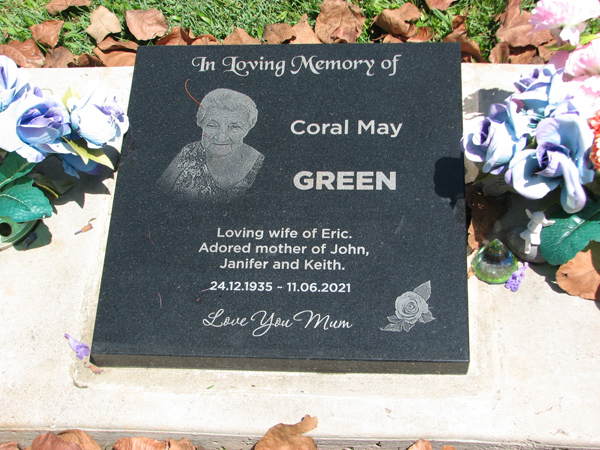 In Loving Memory of
Coral May
GREEN
Loving wife of Eric.
Adored mother of John,
Janifer and Keith.
24.12.1935 ~ 11.06.2021
Love You Mum